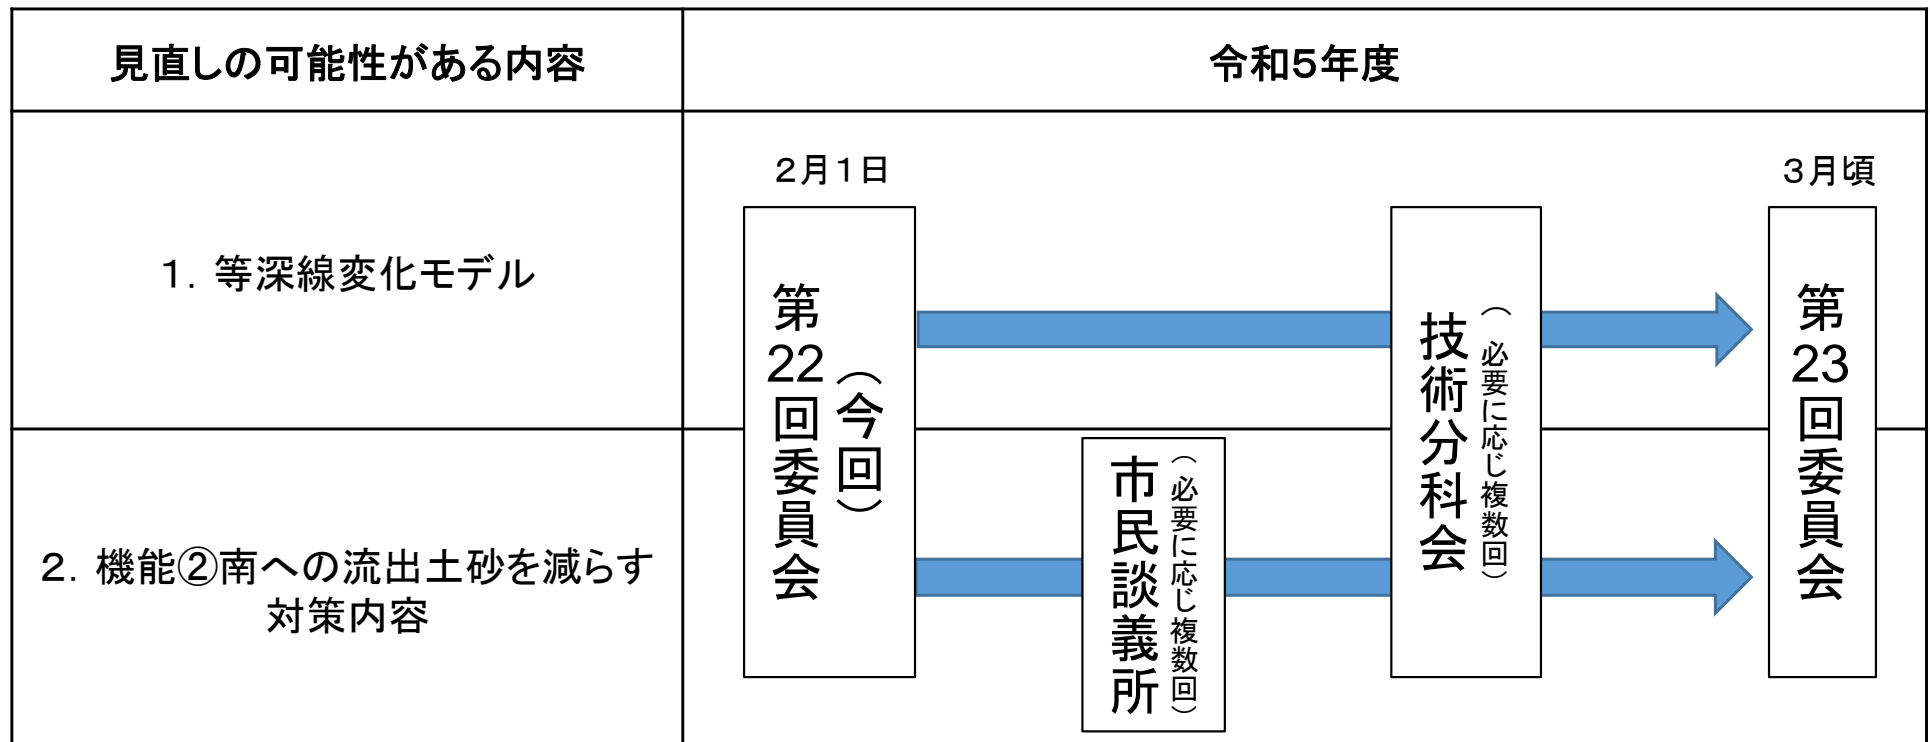 見直しの可能性がある内容
令和5年度
1．等深線変化モデル
2月1日
3月頃
第22回委員会
（今回）
技術分科会
（必要に応じ複数回）
第23回委員会
2．機能②南への流出土砂を減らす
対策内容
市民談義所
（必要に応じ複数回）